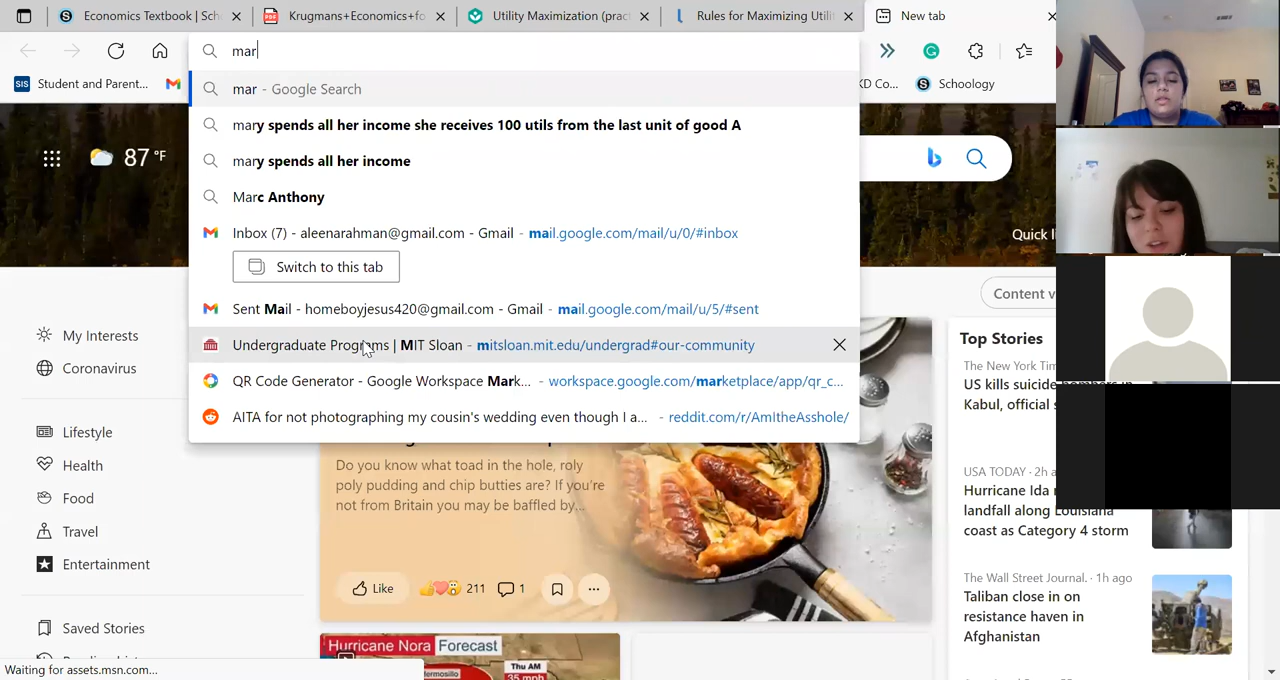 Economics Textbook | Sch
Krugmans+Economics+fo
Utility Maximization (prac
Rules for Maximizing Utili
New tab
mar
SIS Student and Parent...
KD Co...
Schoology
mar - Google Search
mary spends all her income she receives 100 utils from the last unit of good A
mary spends all her income
Marc Anthony
Inbox (7) - aleenarahman@gmail.com - Gmail - mail.google.com/mail/u/0/#inbox
Switch to this tab
Sent Mail - homeboyjesus420@gmail.com - Gmail - mail.google.com/mail/u/5/#sent
Undergraduate Programs | MIT Sloan - mitsloan.mit.edu/undergrad#our-community
QR Code Generator - Google Workspace Mark... - workspace.google.com/marketplace/app/qr_c...
AITA for not photographing my cousin's wedding even though I a... - reddit.com/r/AmItheAsshole/
87 °F
Quick li
Content v
My Interests
Coronavirus
Lifestyle
Health
Food
Travel
Entertainment
Saved Stories
Do you know what toad in the hole, roly
poly pudding and chip butties are? If you're
not from Britain you may be baffled by...
Like
211
1
Hurricane Nora Forecast
Thu AM
35 mph
Top Stories
The New York Tim
US kills suicide bombers in
Kabul, official s
USA TODAY · 2h a
Hurricane Ida m
landfall along Louisiana
coast as Category 4 storm
The Wall Street Journal. · 1h ago
Taliban close in on
resistance haven in
Afghanistan
Waiting for assets.msn.com...